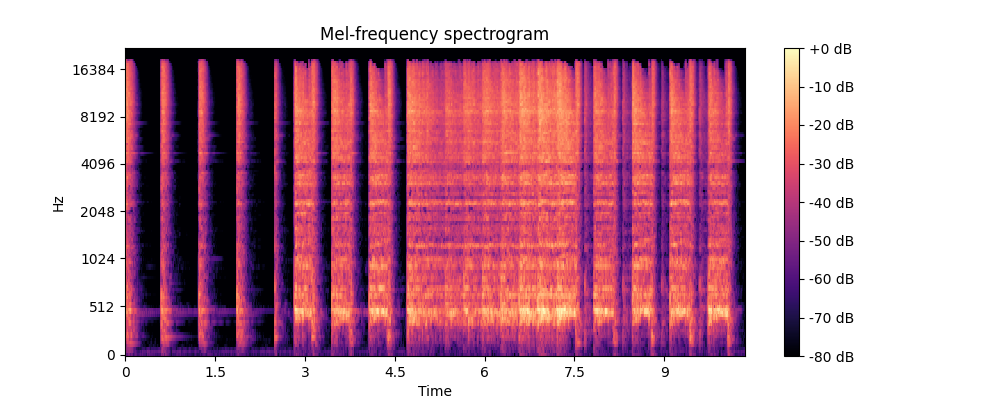 Mel-frequency spectrogram
Hz
16384
8192
4096
2048
1024
512
0
0 1.5 3 4.5 6 7.5 9
Time
+0 dB
-10 dB
-20 dB
-30 dB
-40 dB
-50 dB
-60 dB
-70 dB
-80 dB